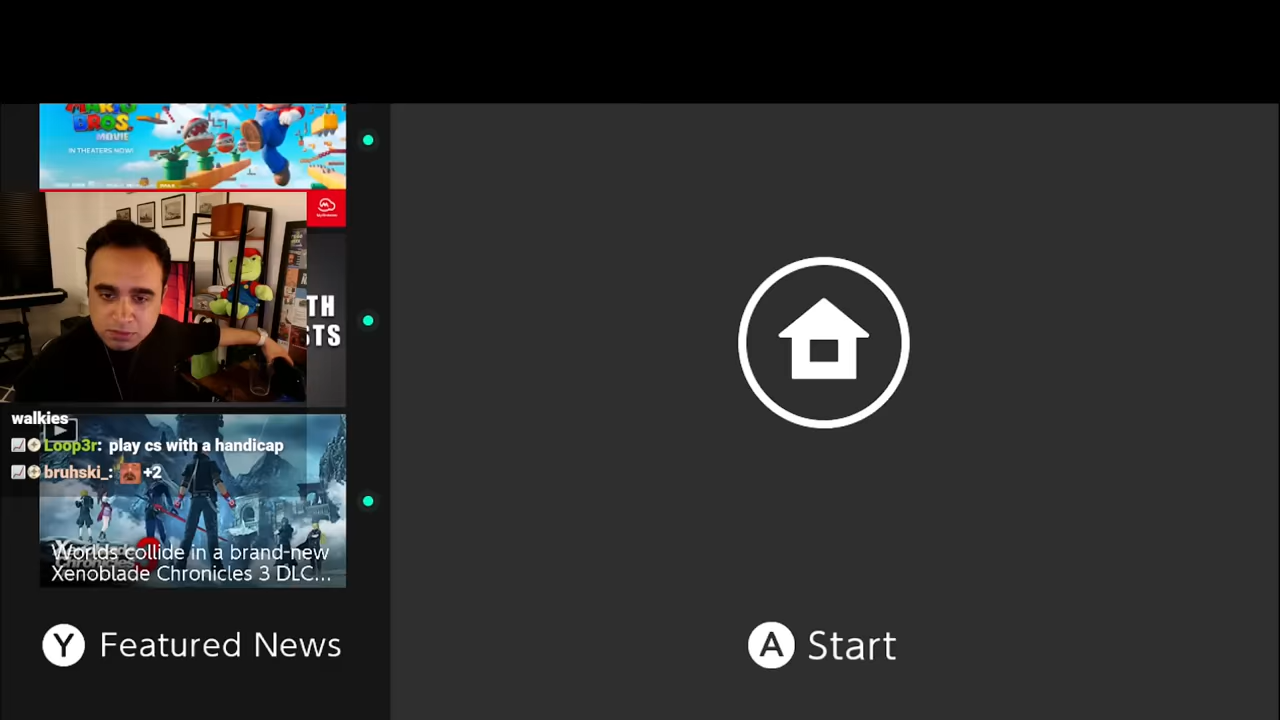 BROS.
MOVIE
IN THEATERS NOW!
TH
STS
walkies
Loop3r: play cs with a handicap
bruhski_: +2
Worlds collide in a brand-new
Xenoblade Chronicles 3 DLC...
Y Featured News
A Start